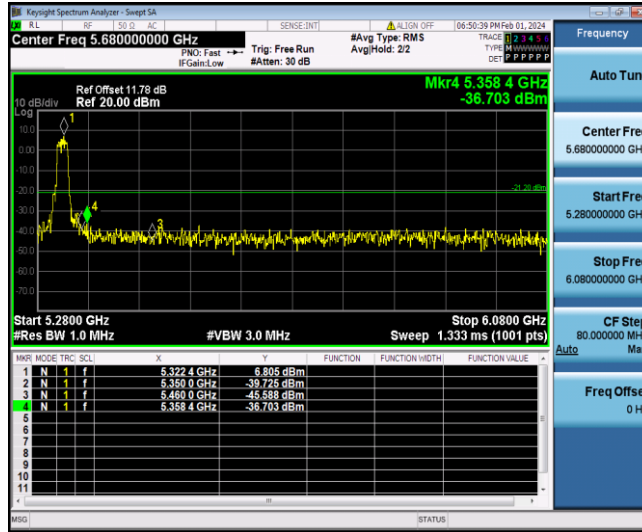 Keysight Spectrum Analyzer - Swept SA
RL RF 50 Ω AC SENSE:INT ALIGN OFF 06:50:39 PM Feb 01, 2024
Center Freq 5.680000000 GHz #Avg Type: RMS TRACE 1 2 3 4 5 6 Frequency
PNO: Fast Trig: Free Run Avg|Hold: 2/2 TYPE M W W W W W
IFGain:Low #Atten: 30 dB DET P P P P P P
Auto Tun
Mkr4 5.358 4 GHz
Ref Offset 11.78 dB
10 dB/div Ref 20.00 dBm -36.703 dBm
Log
1
10.0
Center Fre
5.680000000 GH
0.00
-10.0
-20.0 -21.20 dBm
Start Fre
5.280000000 GH
-30.0
4
3
-40.0
-50.0
Stop Fre
6.080000000 GH
-60.0
-70.0
Start 5.2800 GHz Stop 6.0800 GHz
#Res BW 1.0 MHz #VBW 3.0 MHz Sweep 1.333 ms (1001 pts)
CF Step
80.000000 MH
Auto Ma
MKR MODE TRC SCL X Y FUNCTION FUNCTION WIDTH FUNCTION VALUE
1 N 1 f 5.322 4 GHz 6.805 dBm
2 N 1 f 5.350 0 GHz -39.725 dBm
3 N 1 f 5.460 0 GHz -45.588 dBm
4 N 1 f 5.358 4 GHz -36.703 dBm
5
6
7
8
9
10
11
Freq Offse
0 H
MSG STATUS